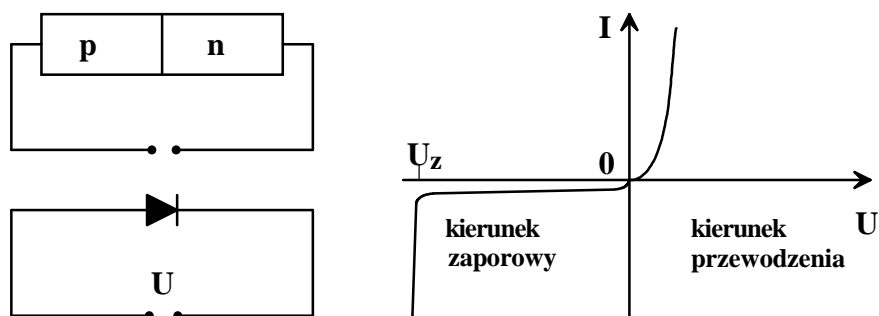 p n
U
I
Uz
0
U
kierunek
zaporowy
kierunek
przewodzenia